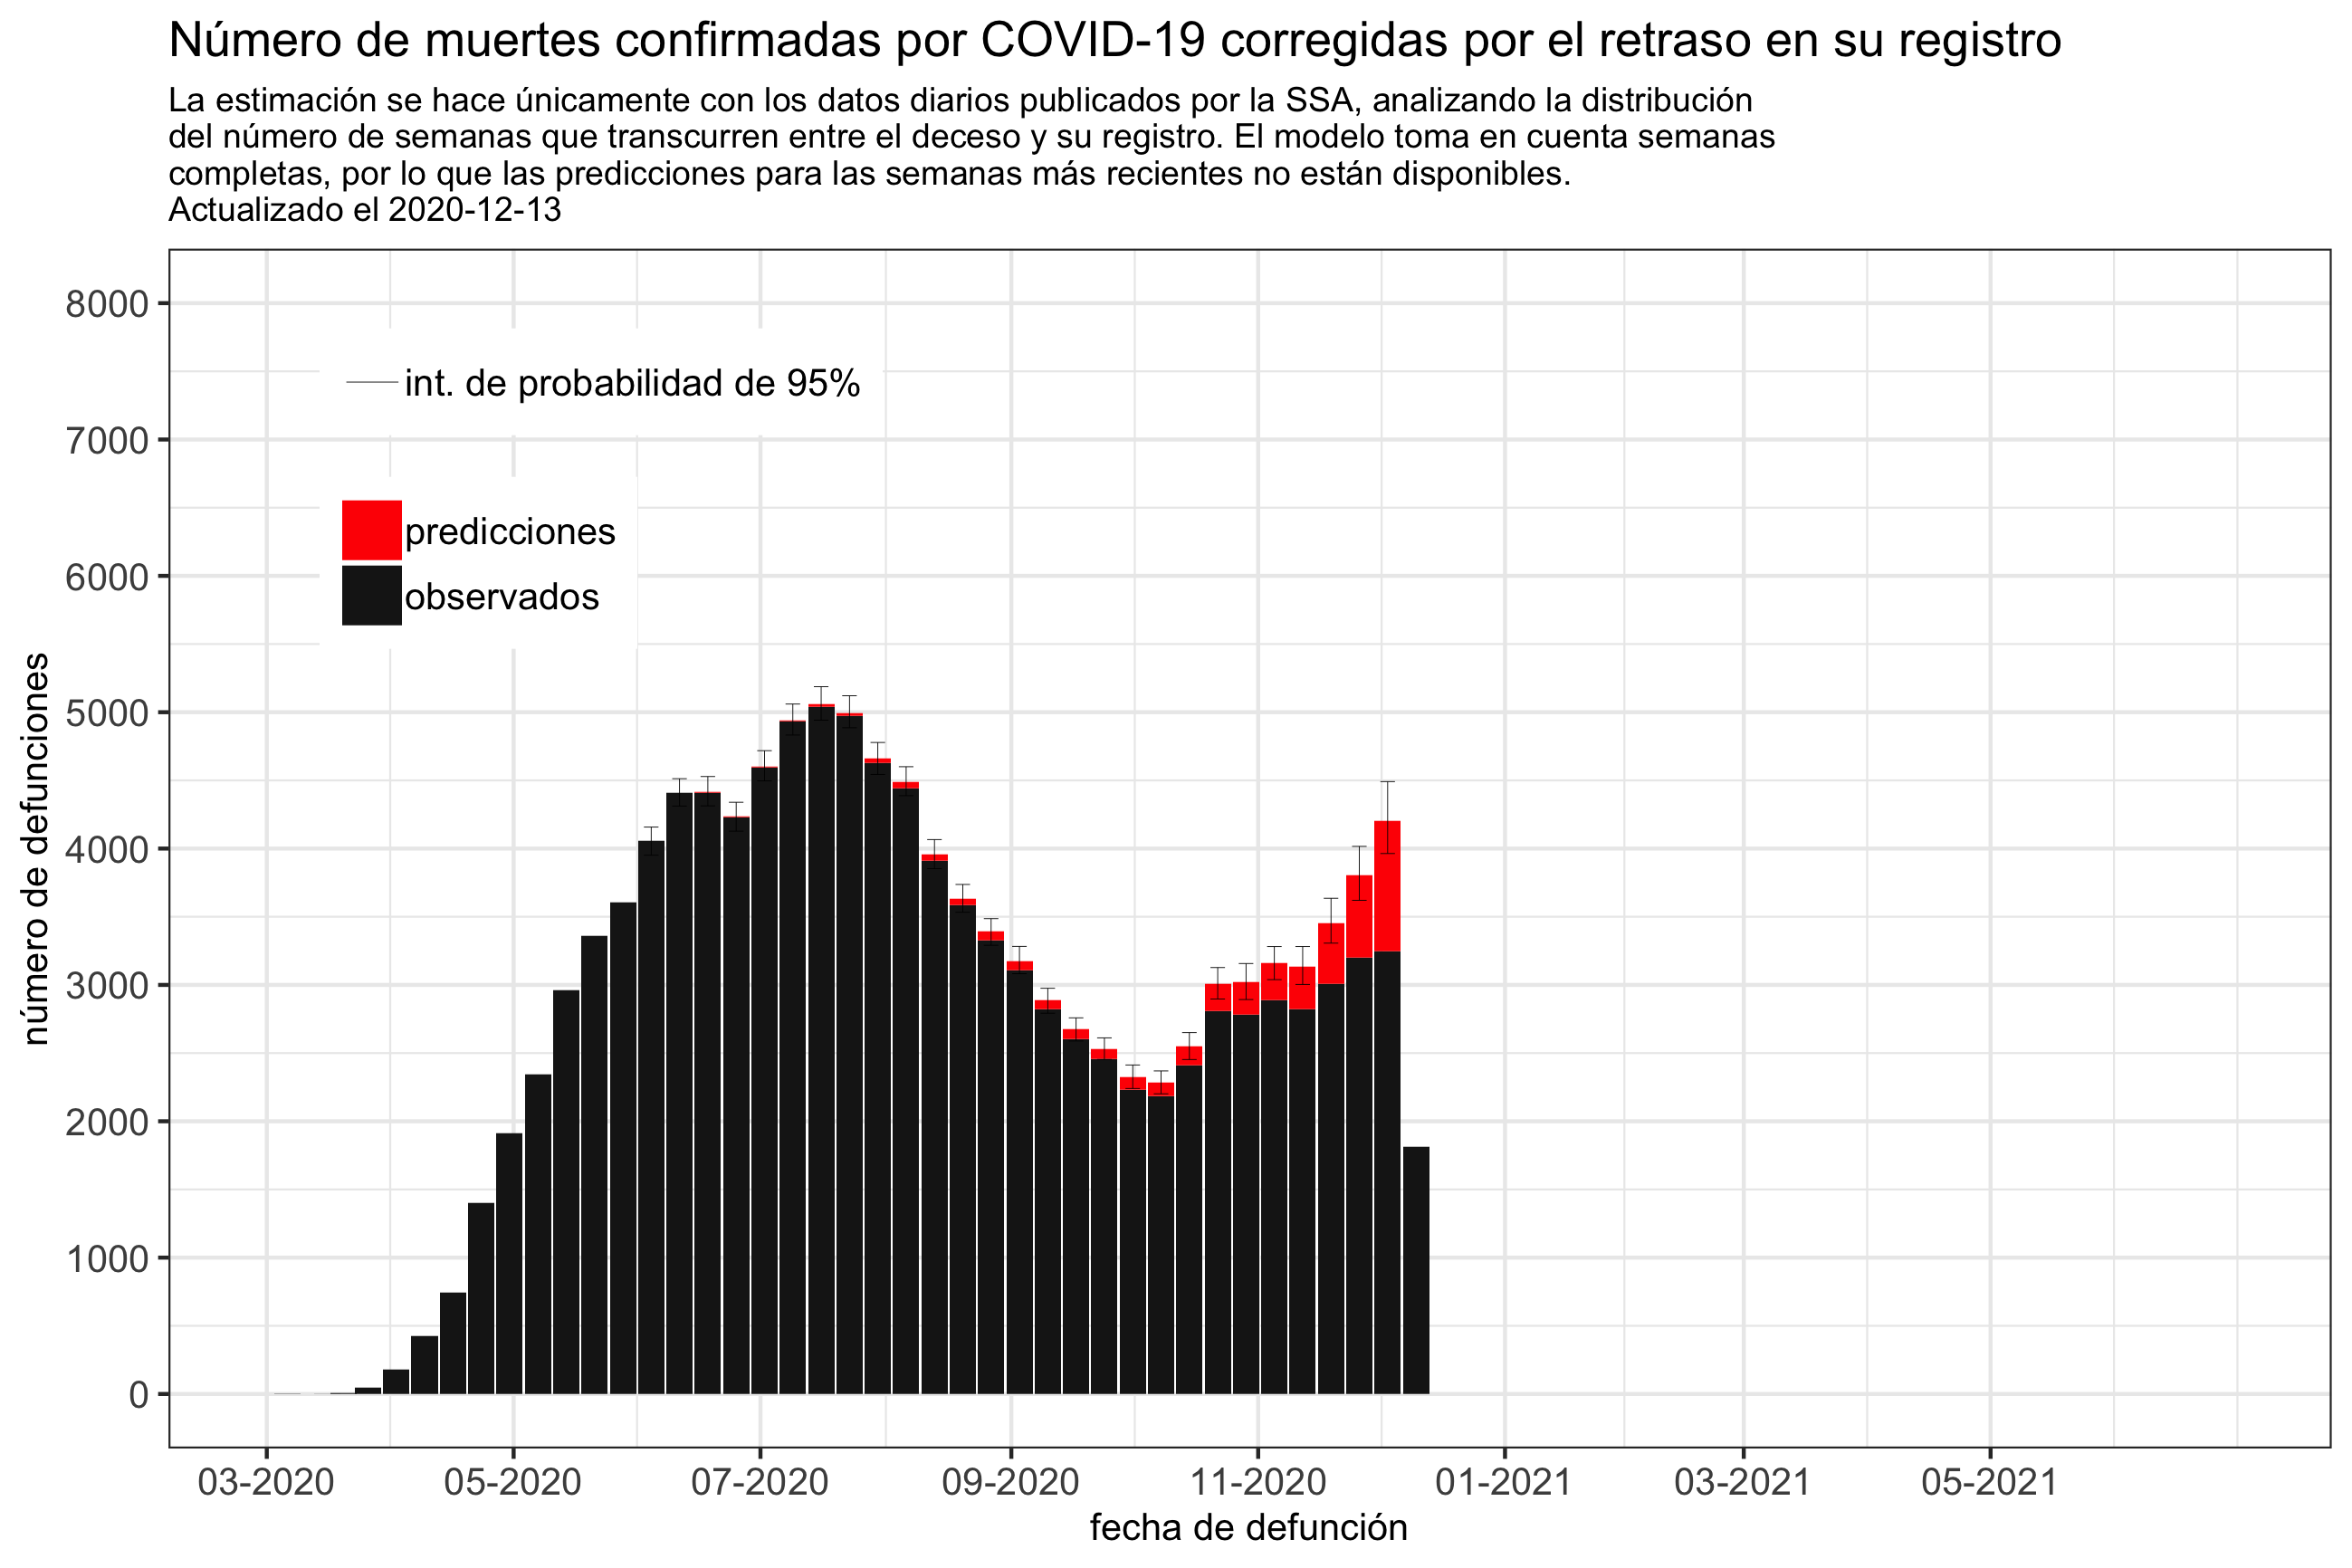 Número de muertes confirmadas por COVID-19 corregidas por el retraso en su registro
La estimación se hace únicamente con los datos diarios publicados por la SSA, analizando la distribución
del número de semanas que transcurren entre el deceso y su registro. El modelo toma en cuenta semanas
completas, por lo que las predicciones para las semanas más recientes no están disponibles.
Actualizado el 2020-12-13
número de defunciones
8000
7000
6000
5000
4000
3000
2000
1000
0
int. de probabilidad de 95%
predicciones
observados
03-2020 05-2020 07-2020 09-2020 11-2020 01-2021 03-2021 05-2021
fecha de defunción